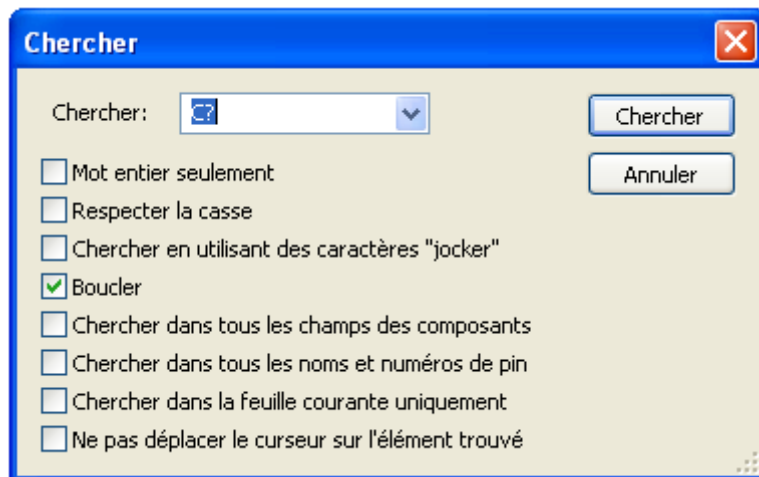 Chercher
Chercher: C? Chercher
Annuler
Mot entier seulement
Respecter la casse
Chercher en utilisant des caractères "jocker"
Boucler
Chercher dans tous les champs des composants
Chercher dans tous les noms et numéros de pin
Chercher dans la feuille courante uniquement
Ne pas déplacer le curseur sur l'élément trouvé